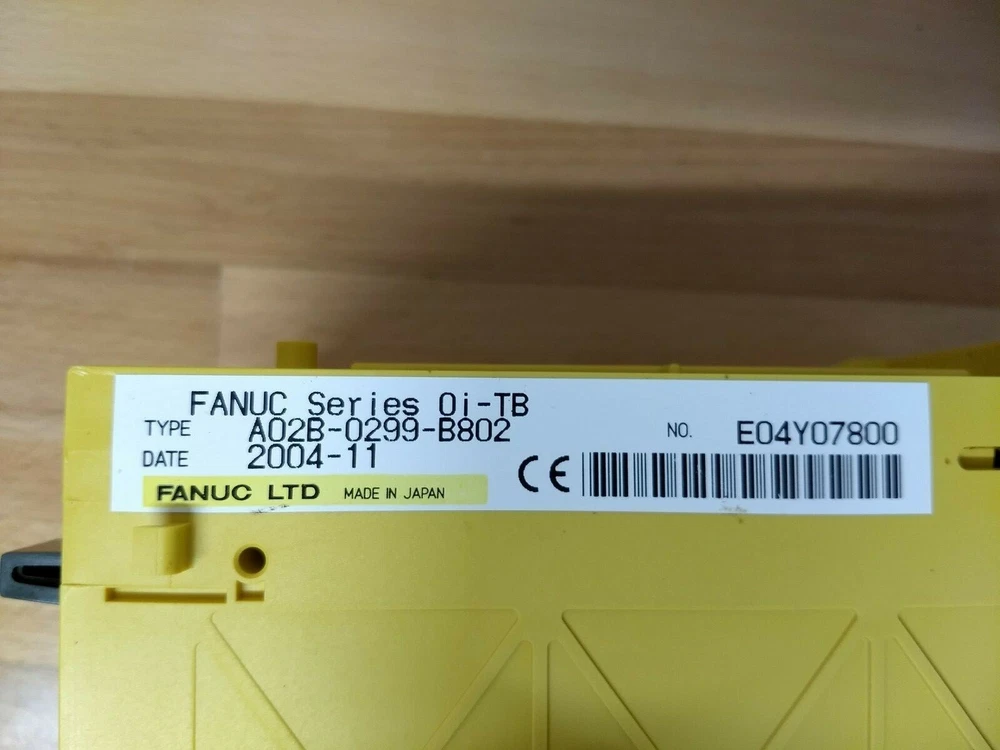 FANUC Series 0i-TB
TYPE A02B-0299-B802 NO. E04Y07800
DATE 2004-11
CE
FANUC LTD MADE IN JAPAN